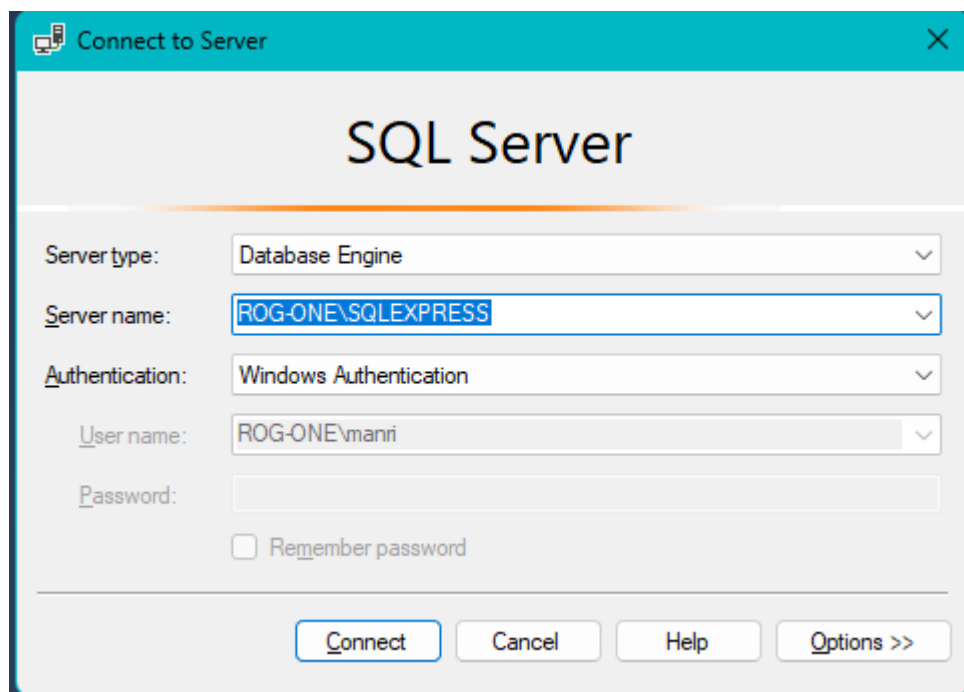 Connect to Server
SQL Server
Server type: Database Engine
Server name: ROG-ONE\SQLEXPRESS
Authentication: Windows Authentication
User name: ROG-ONE\manri
Password:
Remember password
Connect Cancel Help Options >>